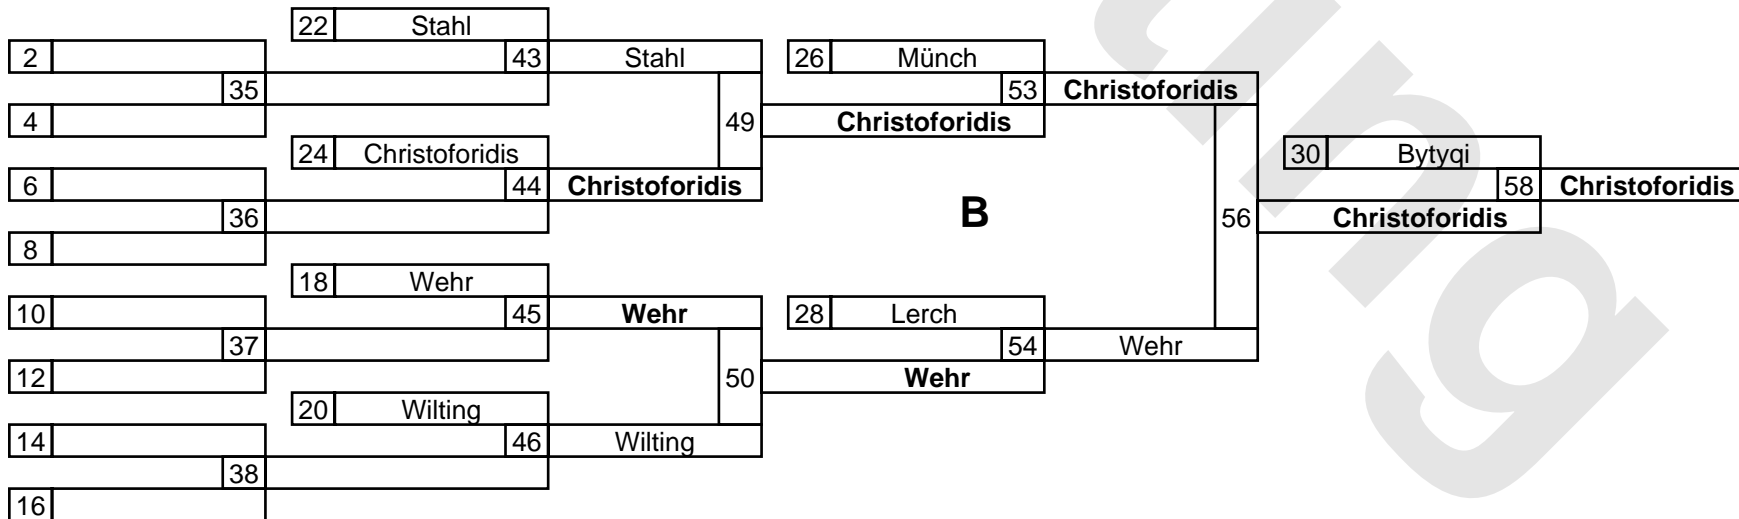 22 Stahl
2 43 Stahl 26 Münch
35 53 Christoforidis
4 49 Christoforidis
24 Christoforidis 30 Bytyqi
6 44 Christoforidis 58 Christoforidis
36 B 56 Christoforidis
8
18 Wehr
10 45 Wehr 28 Lerch
37 54 Wehr
12 50 Wehr
20 Wilting
14 46 Wilting
38
16
ung